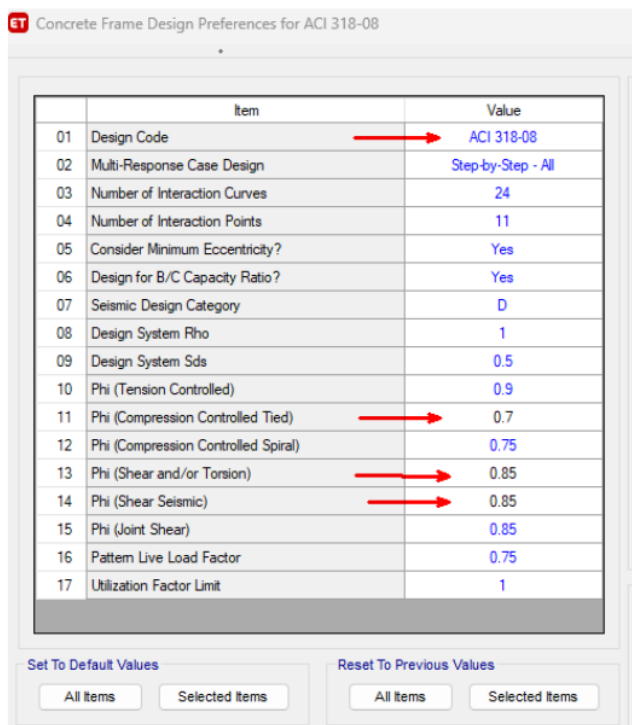 ET Concrete Frame Design Preferences for ACI 318-08
Item Value
01 Design Code ACI 318-08
02 Multi-Response Case Design Step-by-Step - All
03 Number of Interaction Curves 24
04 Number of Interaction Points 11
05 Consider Minimum Eccentricity? Yes
06 Design for B/C Capacity Ratio? Yes
07 Seismic Design Category D
08 Design System Rho 1
09 Design System Sds 0.5
10 Phi (Tension Controlled) 0.9
11 Phi (Compression Controlled Tied) 0.7
12 Phi (Compression Controlled Spiral) 0.75
13 Phi (Shear and/or Torsion) 0.85
14 Phi (Shear Seismic) 0.85
15 Phi (Joint Shear) 0.85
16 Pattern Live Load Factor 0.75
17 Utilization Factor Limit 1
Set To Default Values Reset To Previous Values
All Items Selected Items All Items Selected Items